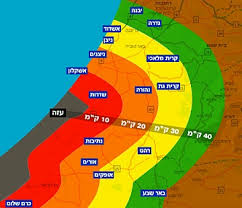 יבנה
גדרה
אשדוד
ניצן
קרית מלאכי
ניצנים
אשקלון
קרית גת
נהורה
שדרות
עזה
10 ק"מ
20 ק"מ
30 ק"מ
40 ק"מ
נתיבות
רהט
אורים
אופקים
באר שבע
כרם שלום